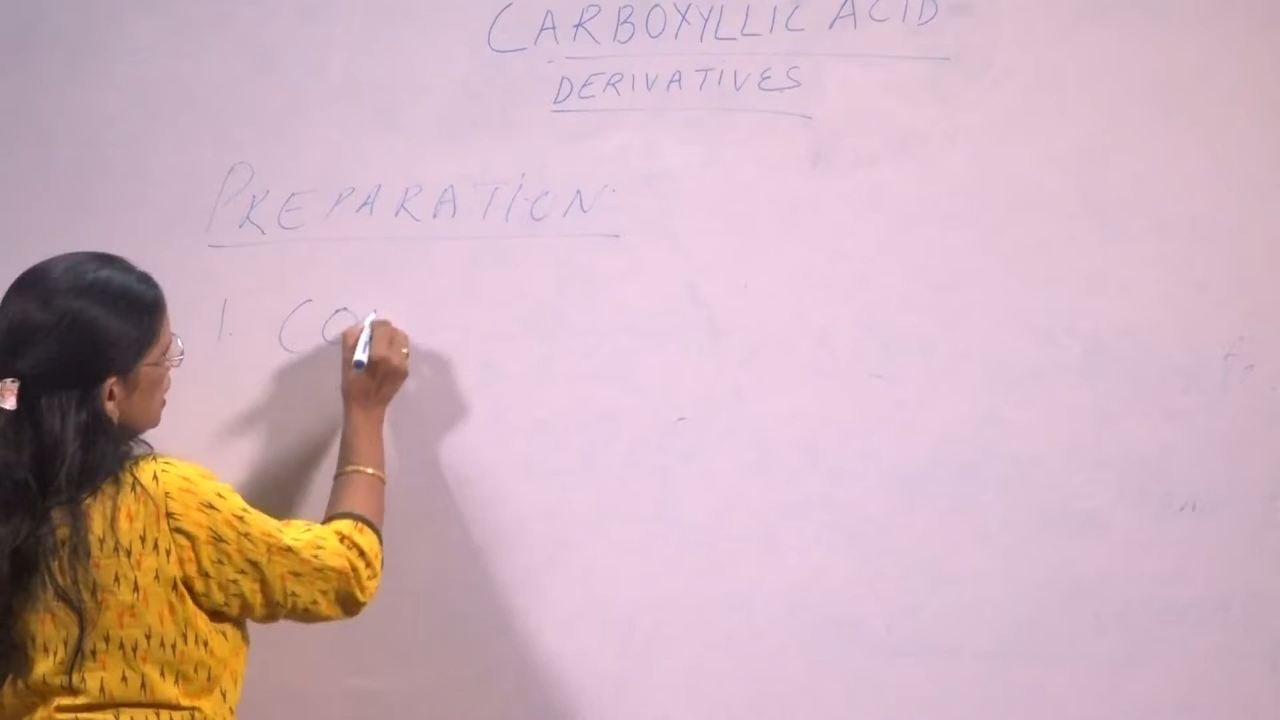 CARBOXYLLIC ACID
DERIVATIVES
PREPARATION
1. CO